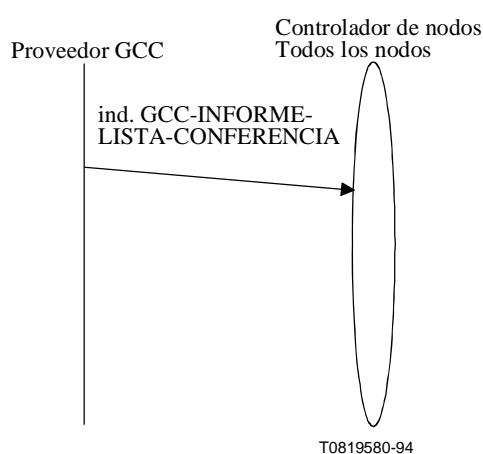 Controlador de nodos
Todos los nodos
Proveedor GCC
ind. GCC-INFORME-
LISTA-CONFERENCIA
T0819580-94